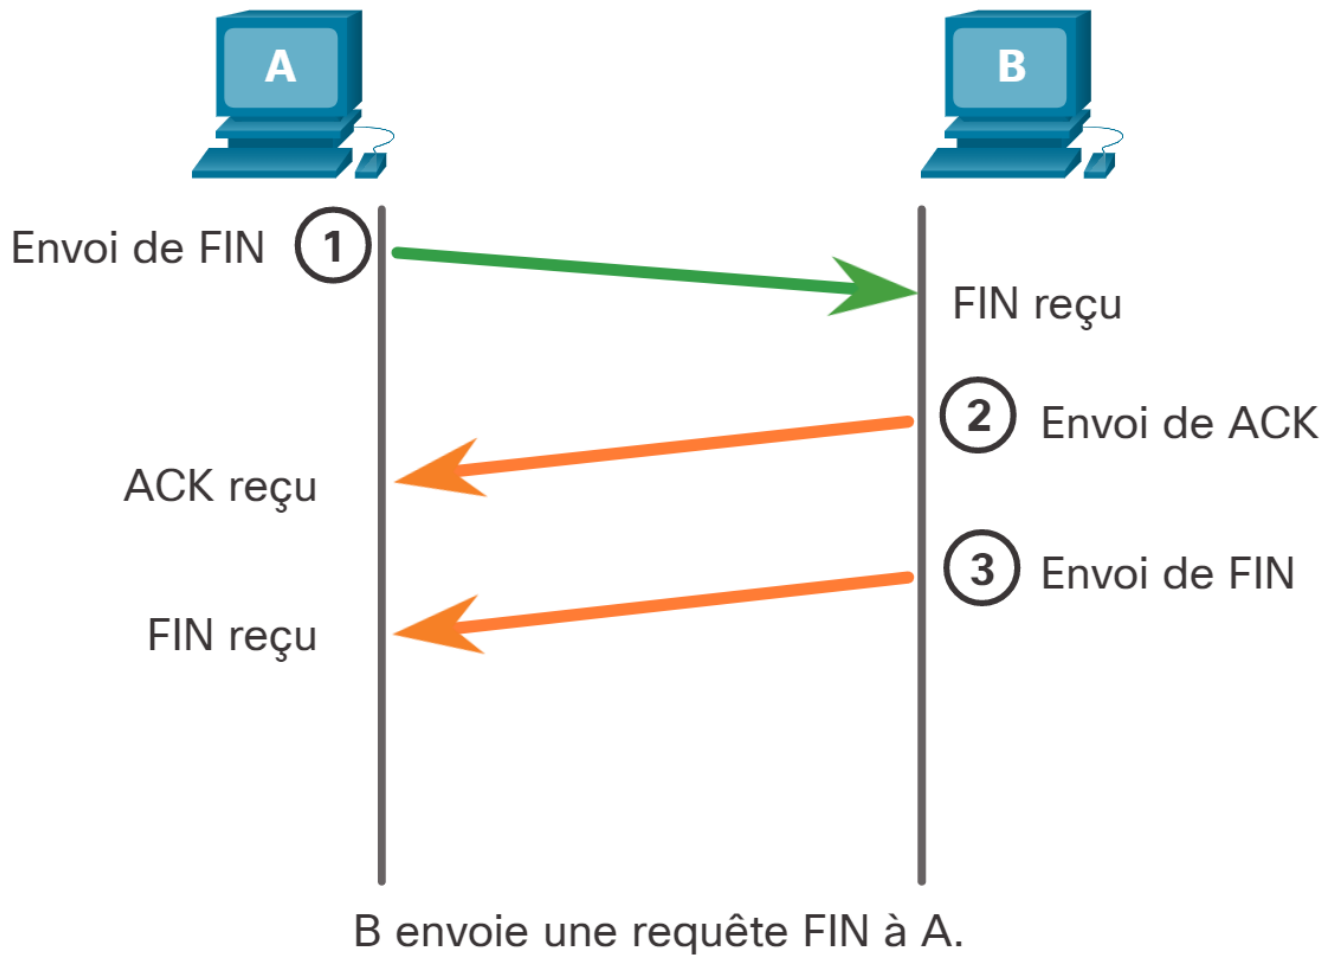 A
B
Envoi de FIN 1
FIN reçu
2 Envoi de ACK
ACK reçu
3 Envoi de FIN
FIN reçu
B envoie une requête FIN à A.